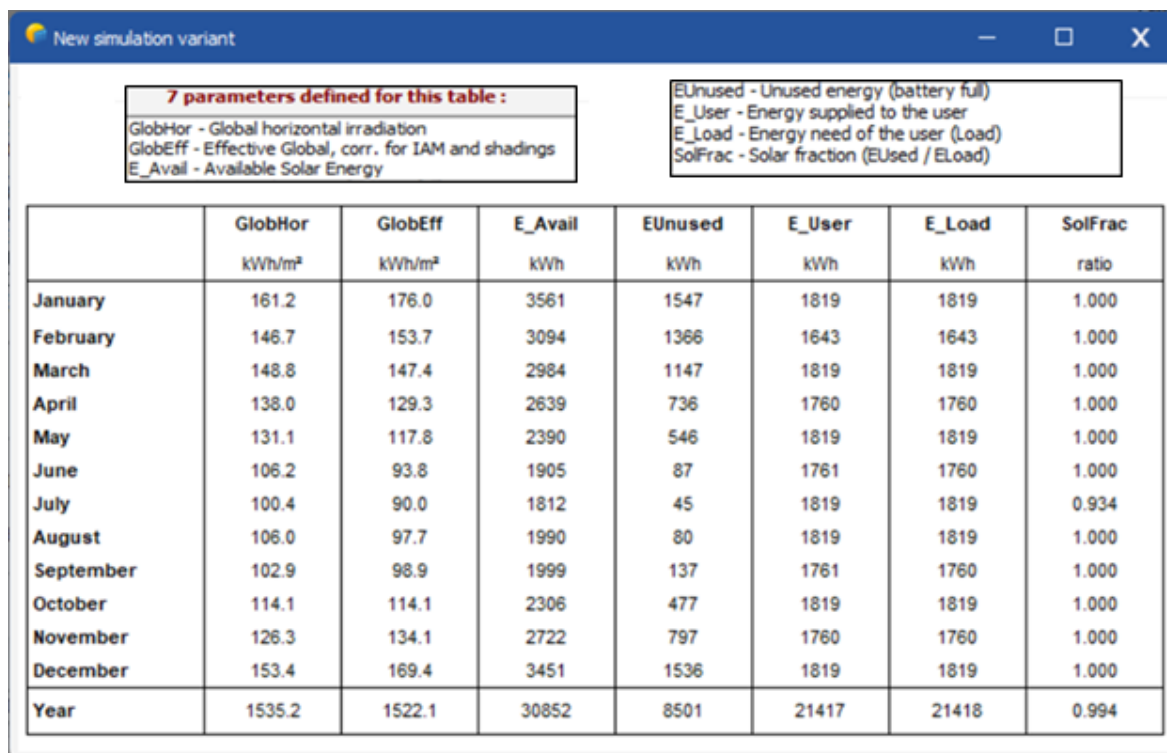 New simulation variant
7 parameters defined for this table :
GlobHor - Global horizontal irradiation
GlobEff - Effective Global, corr. for IAM and shadings
E_Avail - Available Solar Energy
EUnused - Unused energy (battery full)
E_User - Energy supplied to the user
E_Load - Energy need of the user (Load)
SolFrac - Solar fraction (EUsed / ELoad)
GlobHor GlobEff E_Avail EUnused E_User E_Load SolFrac
kWh/m² kWh/m² kWh kWh kWh kWh ratio
January 161.2 176.0 3561 1547 1819 1819 1.000
February 146.7 153.7 3094 1366 1643 1643 1.000
March 148.8 147.4 2984 1147 1819 1819 1.000
April 138.0 129.3 2639 736 1760 1760 1.000
May 131.1 117.8 2390 546 1819 1819 1.000
June 106.2 93.8 1905 87 1761 1760 1.000
July 100.4 90.0 1812 45 1819 1819 0.934
August 106.0 97.7 1990 80 1819 1819 1.000
September 102.9 98.9 1999 137 1761 1760 1.000
October 114.1 114.1 2306 477 1819 1819 1.000
November 126.3 134.1 2722 797 1760 1760 1.000
December 153.4 169.4 3451 1536 1819 1819 1.000
Year 1535.2 1522.1 30852 8501 21417 21418 0.994